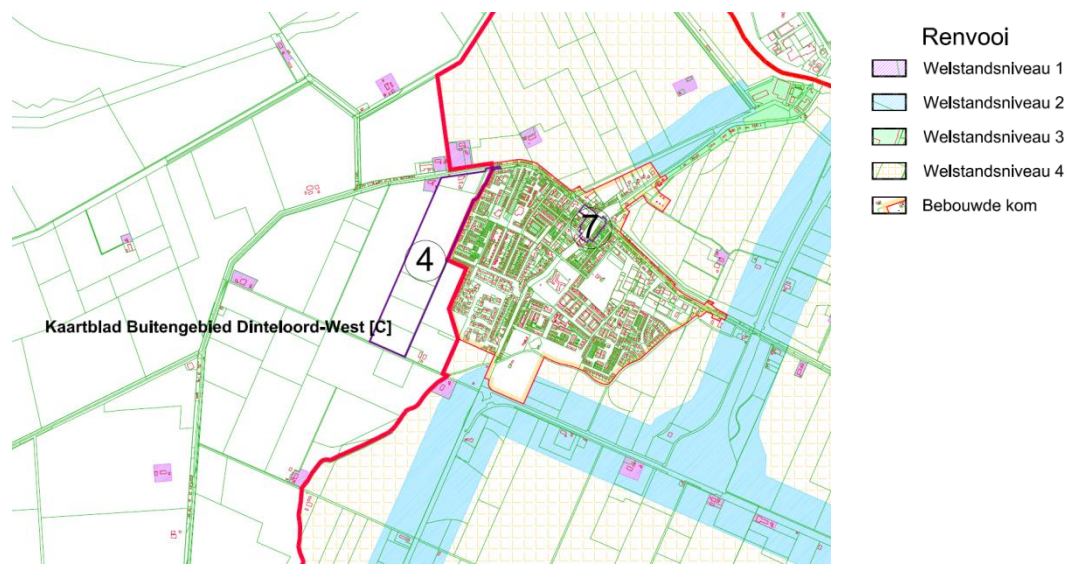 Renvooi
Welstandsniveau 1
Welstandsniveau 2
Welstandsniveau 3
Welstandsniveau 4
Bebouwde kom
7
4
Kaartblad Buitengebied Dinteloord-West [C]